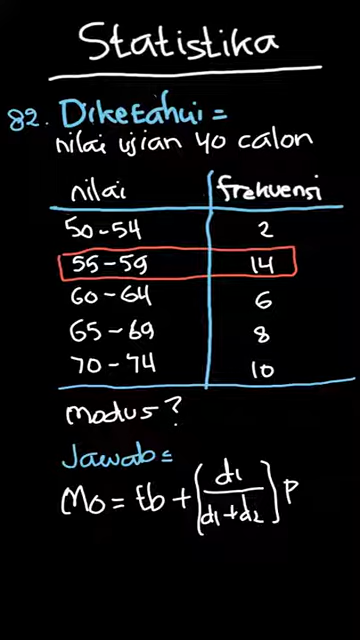 Statistika
82. Diketahui =
nilai ujian 40 calon
nilai frekuensi
50-54 2
55-59 14
60-64 6
65-69 8
70-74 10
modus?
Jawab =
Mo = tb + (d1/d1+d2) P